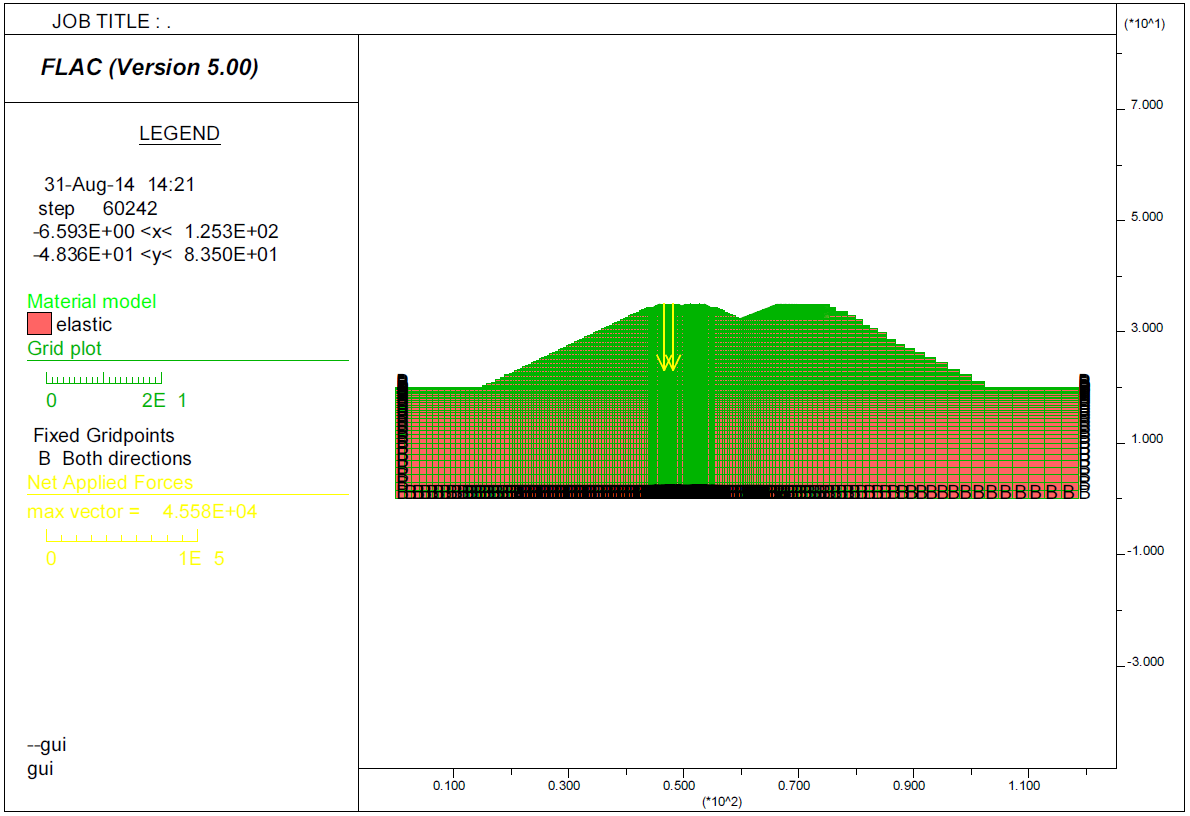 JOB TITLE : .
(*10^1)
FLAC (Version 5.00)
LEGEND
31-Aug-14 14:21
step 60242
-6.593E+00 <x< 1.253E+02
-4.836E+01 <y< 8.350E+01
Material model
elastic
Grid plot
0 2E 1
Fixed Gridpoints
B Both directions
Net Applied Forces
max vector = 4.558E+04
0 1E 5
--gui
gui
7.000
5.000
3.000
1.000
-1.000
-3.000
0.100 0.300 0.500 0.700 0.900 1.100
(*10^2)
B B B B B B B B B B B